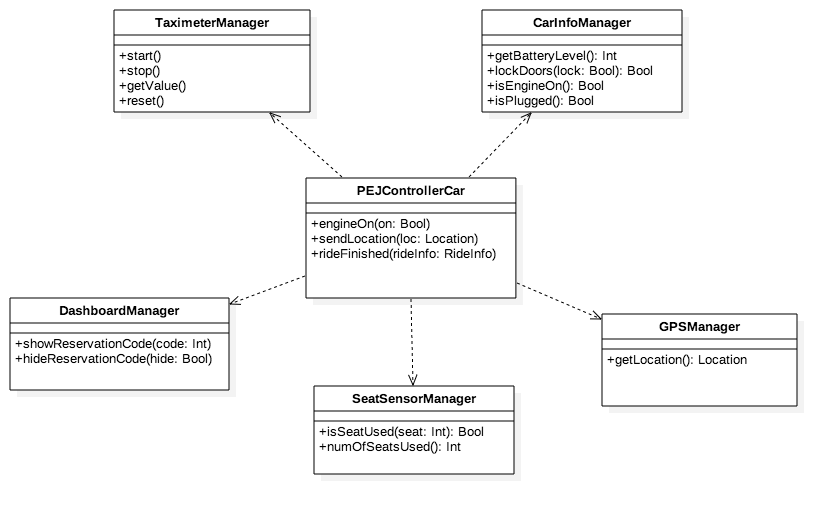 TaximeterManager
+start()
+stop()
+getValue()
+reset()
CarInfoManager
+getBatteryLevel(): Int
+lockDoors(lock: Bool): Bool
+isEngineOn(): Bool
+isPlugged(): Bool
PEJControllerCar
+engineOn(on: Bool)
+sendLocation(loc: Location)
+rideFinished(rideInfo: RideInfo)
DashboardManager
+showReservationCode(code: Int)
+hideReservationCode(hide: Bool)
GPSManager
+getLocation(): Location
SeatSensorManager
+isSeatUsed(seat: Int): Bool
+numOfSeatsUsed(): Int